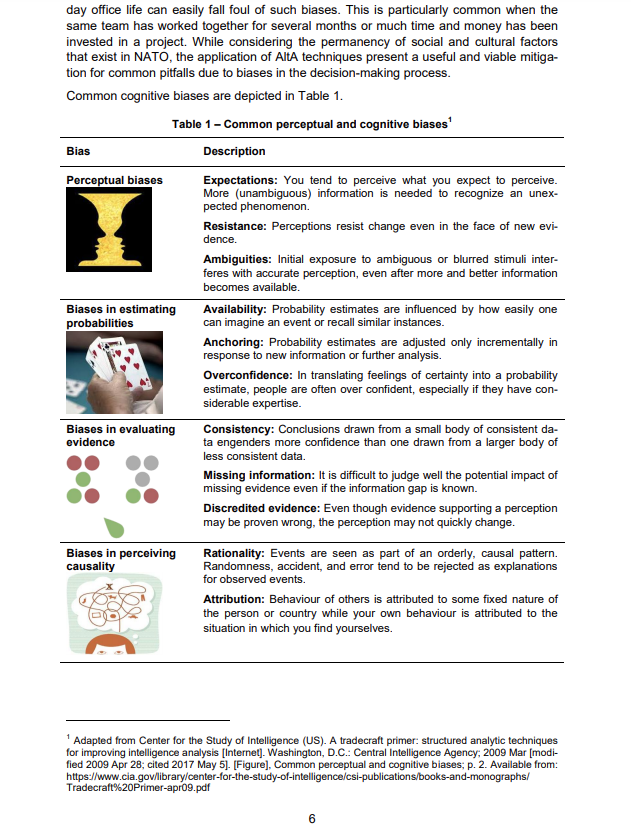 day office life can easily fall foul of such biases. This is particularly common when the
same team has worked together for several months or much time and money has been
invested in a project. While considering the permanency of social and cultural factors
that exist in NATO, the application of AltA techniques present a useful and viable mitiga-
tion for common pitfalls due to biases in the decision-making process.
Common cognitive biases are depicted in Table 1.
Table 1 – Common perceptual and cognitive biases1
Bias
Description
Perceptual biases
Expectations: You tend to perceive what you expect to perceive.
More (unambiguous) information is needed to recognize an unex-
pected phenomenon.
Resistance: Perceptions resist change even in the face of new evi-
dence.
Ambiguities: Initial exposure to ambiguous or blurred stimuli inter-
feres with accurate perception, even after more and better information
becomes available.
Biases in estimating
probabilities
Availability: Probability estimates are influenced by how easily one
can imagine an event or recall similar instances.
Anchoring: Probability estimates are adjusted only incrementally in
response to new information or further analysis.
Overconfidence: In translating feelings of certainty into a probability
estimate, people are often over confident, especially if they have con-
siderable expertise.
Biases in evaluating
evidence
Consistency: Conclusions drawn from a small body of consistent da-
ta engenders more confidence than one drawn from a larger body of
less consistent data.
Missing information: It is difficult to judge well the potential impact of
missing evidence even if the information gap is known.
Discredited evidence: Even though evidence supporting a perception
may be proven wrong, the perception may not quickly change.
Biases in perceiving
causality
Rationality: Events are seen as part of an orderly, causal pattern.
Randomness, accident, and error tend to be rejected as explanations
for observed events.
Attribution: Behaviour of others is attributed to some fixed nature of
the person or country while your own behaviour is attributed to the
situation in which you find yourselves.
1 Adapted from Center for the Study of Intelligence (US). A tradecraft primer: structured analytic techniques
for improving intelligence analysis [Internet]. Washington, D.C.: Central Intelligence Agency; 2009 Mar [modi-
fied 2009 Apr 28; cited 2017 May 5]. [Figure], Common perceptual and cognitive biases; p. 2. Available from:
https://www.cia.gov/library/center-for-the-study-of-intelligence/csi-publications/books-and-monographs/
Tradecraft%20Primer-apr09.pdf
6